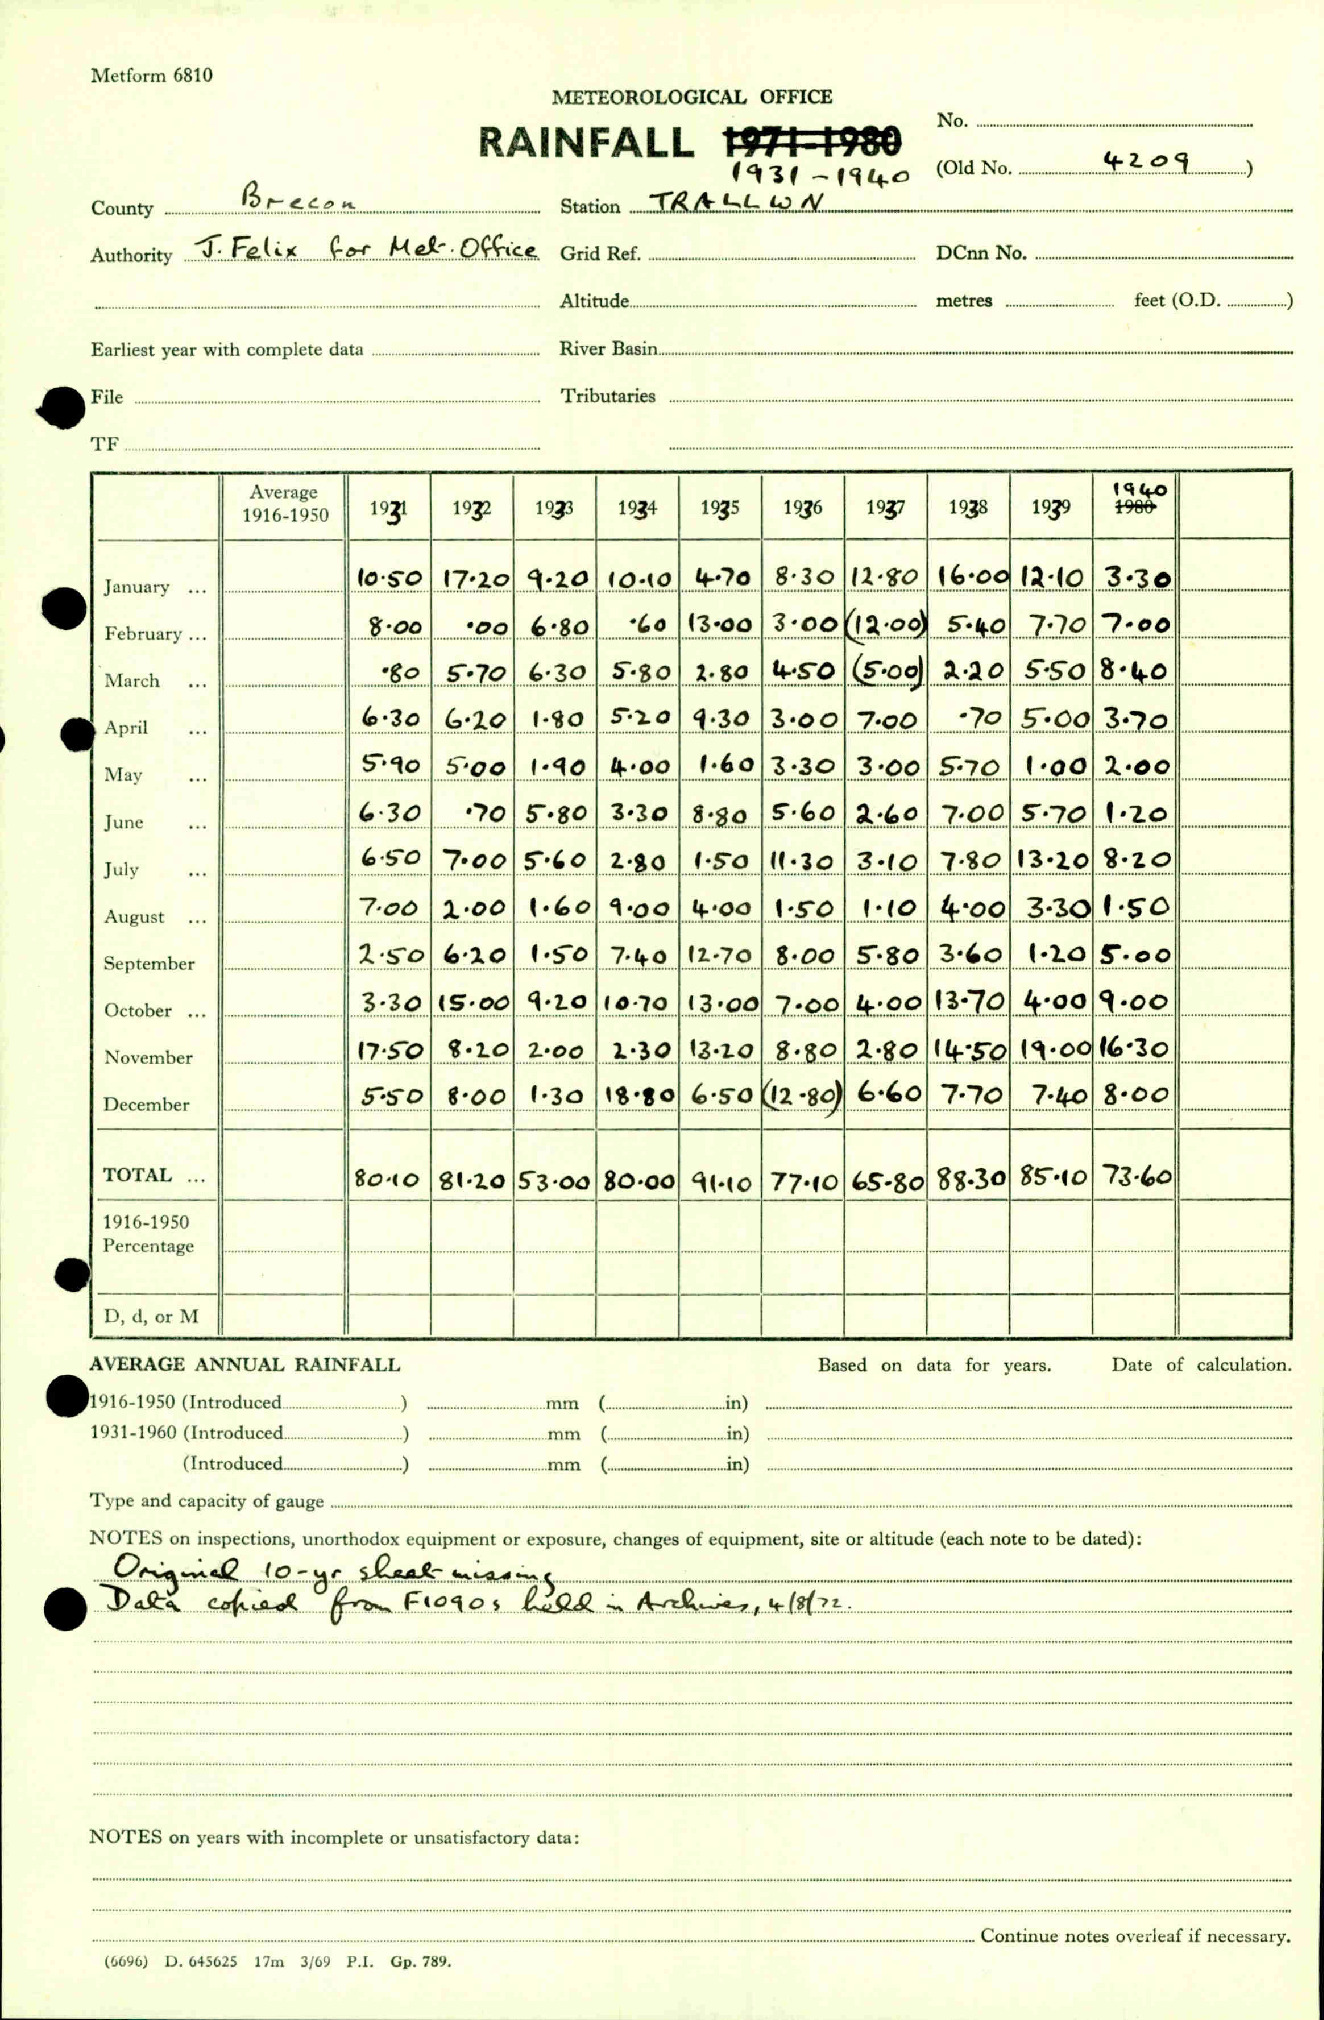 Metform 6810
METEOROLOGICAL OFFICE
RAINFALL 1971-1980
1931-1940
No.
(Old No. 4209)
County Brecon Station TRALLWN
Authority J. Felix for Met. Office Grid Ref. DCnn No.
Altitude metres feet (O.D. )
Earliest year with complete data River Basin
File Tributaries
TF
Average 1916-1950 1931 1932 1933 1934 1935 1936 1937 1938 1939 1940 1980
January ... 10.50 17.20 9.20 10.10 4.70 8.30 12.80 16.00 12.10 3.30
February ... 8.00 .00 6.80 .60 13.00 3.00 (12.00) 5.40 7.70 7.00
March ... .80 5.70 6.30 5.80 2.80 4.50 (5.00) 2.20 5.50 8.40
April ... 6.30 6.20 1.80 5.20 9.30 3.00 7.00 .70 5.00 3.70
May ... 5.90 5.00 1.90 4.00 1.60 3.30 3.00 5.70 1.00 2.00
June ... 6.30 .70 5.80 3.30 8.80 5.60 2.60 7.00 5.70 1.20
July ... 6.50 7.00 5.60 2.80 1.50 11.30 3.10 7.80 13.20 8.20
August ... 7.00 2.00 1.60 9.00 4.00 1.50 1.10 4.00 3.30 1.50
September 2.50 6.20 1.50 7.40 12.70 8.00 5.80 3.60 1.20 5.00
October ... 3.30 15.00 9.20 10.70 13.00 7.00 4.00 13.70 4.00 9.00
November 17.50 8.20 2.00 2.30 13.20 8.80 2.80 14.50 19.00 16.30
December 5.50 8.00 1.30 18.80 6.50 (12.80) 6.60 7.70 7.40 8.00
TOTAL ... 80.10 81.20 53.00 80.00 91.10 77.10 65.80 88.30 85.10 73.60
1916-1950
Percentage
D, d, or M
AVERAGE ANNUAL RAINFALL Based on data for years. Date of calculation.
1916-1950 (Introduced ) mm ( in)
1931-1960 (Introduced ) mm ( in)
(Introduced ) mm ( in)
Type and capacity of gauge
NOTES on inspections, unorthodox equipment or exposure, changes of equipment, site or altitude (each note to be dated):
Original 10-yr sheet missing
Data copied from F1090s held in Archives, 4/8/72.
NOTES on years with incomplete or unsatisfactory data:
Continue notes overleaf if necessary.
(6696) D. 645625 17m 3/69 P.I. Gp. 789.